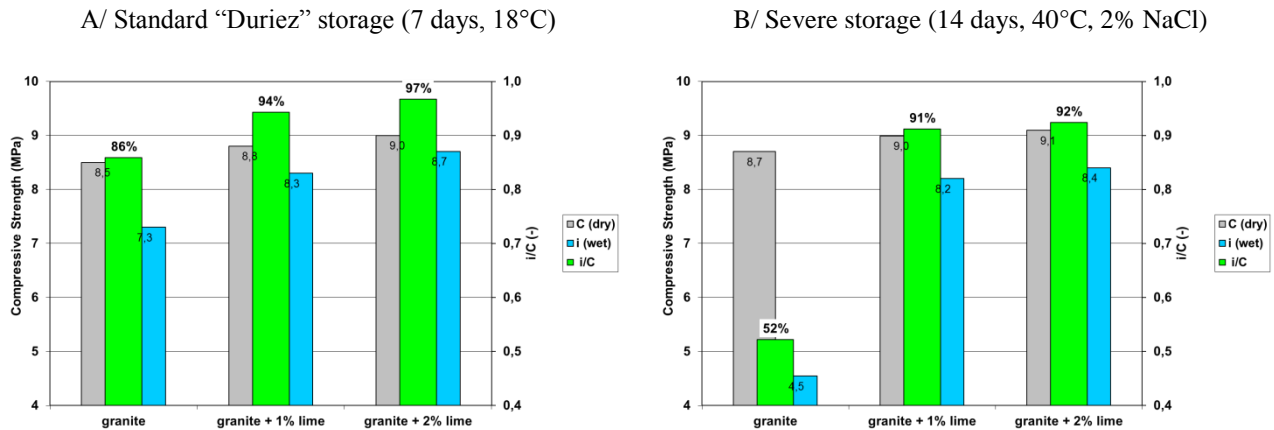 A/ Standard “Duriez” storage (7 days, 18°C)
B/ Severe storage (14 days, 40°C, 2% NaCl)
10
9
8
7
6
5
4
Compressive Strength (MPa)
86%
94%
97%
8,5
7,3
8,8
8,3
9,0
8,7
1,0
0,9
0,8
0,7
0,6
0,5
0,4
i/C (-)
C (dry)
i (wet)
i/C
granite
granite + 1% lime
granite + 2% lime
10
9
8
7
6
5
4
Compressive Strength (MPa)
52%
91%
92%
8,7
4,5
9,0
8,2
9,1
8,4
1,0
0,9
0,8
0,7
0,6
0,5
0,4
i/C (-)
C (dry)
i (wet)
i/C
granite
granite + 1% lime
granite + 2% lime